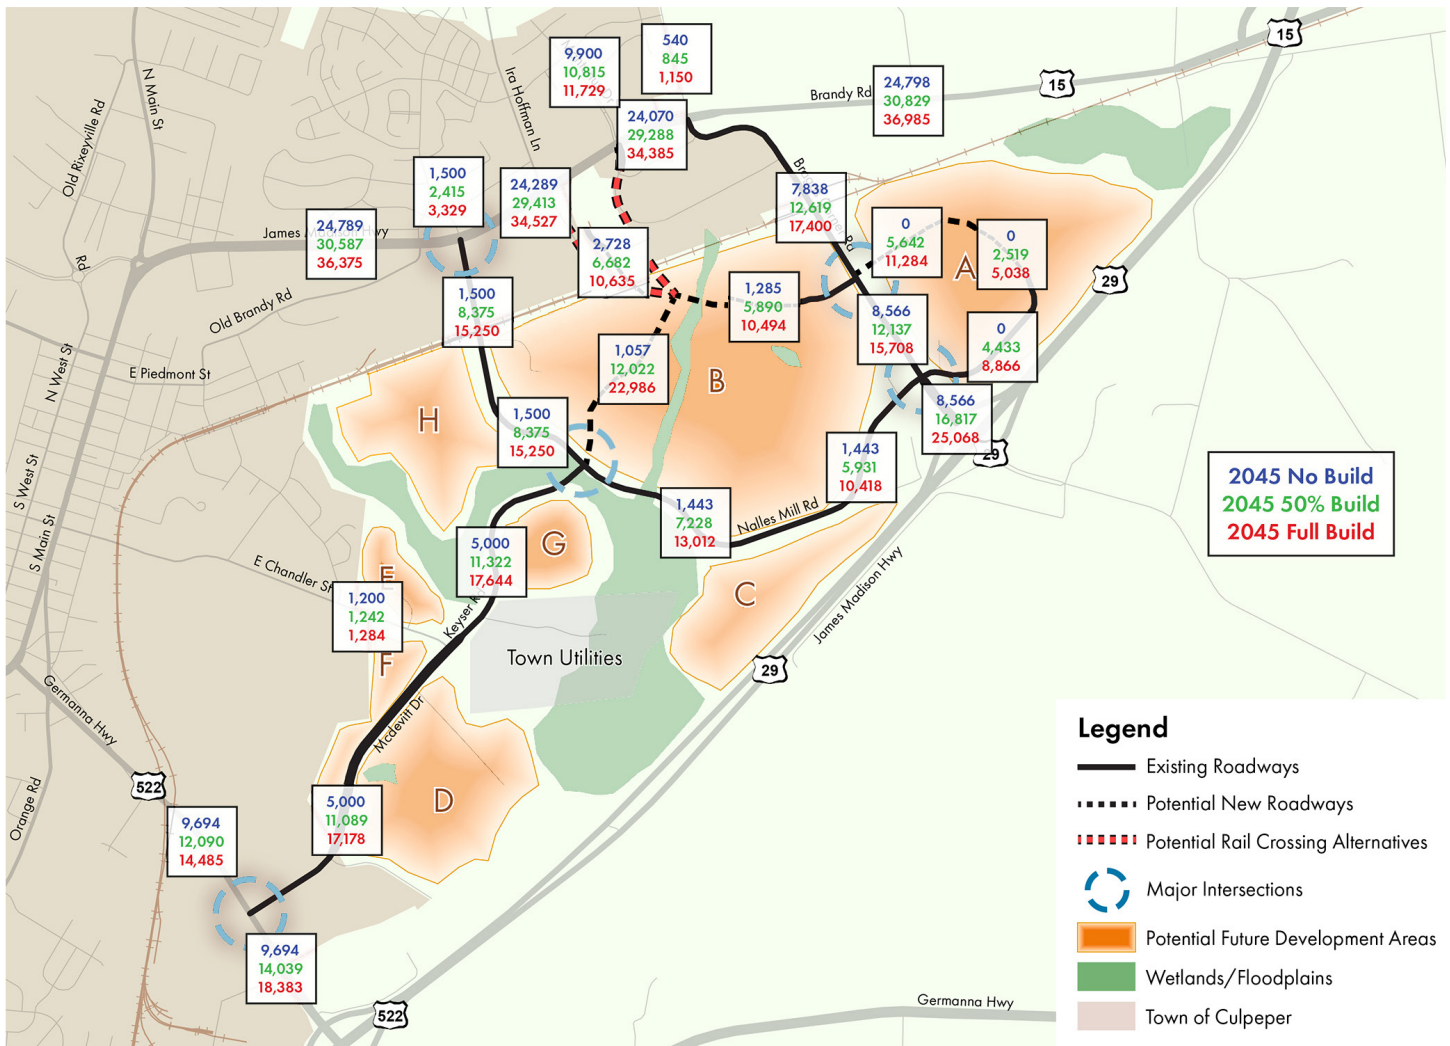 9,900
10,815
11,729
540
845
1,150
15
15
Brandy Rd
24,798
30,829
36,985
N Main St
Old Rixeyville Rd
Ira Hoffman Ln
24,070
29,288
34,385
1,500
2,415
3,329
24,289
29,413
34,527
24,789
30,587
36,375
James Madison Hwy
Rd
7,838
12,619
17,400
Rd
0
5,642
11,284
0
2,519
5,038
A
29
2,728
6,682
10,635
1,285
5,890
10,494
1,500
8,375
15,250
Old Brandy Rd
8,566
12,137
15,708
0
4,433
8,866
1,057
12,022
22,986
B
E Piedmont St
N West St
H
1,500
8,375
15,250
8,566
16,817
25,068
29
1,443
5,931
10,418
S West St
S Main St
1,443
7,228
13,012
Nalles Mill Rd
2045 No Build
2045 50% Build
2045 Full Build
5,000
11,322
17,644
G
E Chandler St
E
1,200
1,242
1,284
F
Keyser Rd
C
James Madison Hwy
Town Utilities
29
Germanna Hwy
Mcdevitt Dr
522
Orange Rd
5,000
11,089
17,178
D
9,694
12,090
14,485
9,694
14,039
18,383
522
Germanna Hwy
Legend
Existing Roadways
Potential New Roadways
Potential Rail Crossing Alternatives
Major Intersections
Potential Future Development Areas
Wetlands/Floodplains
Town of Culpeper